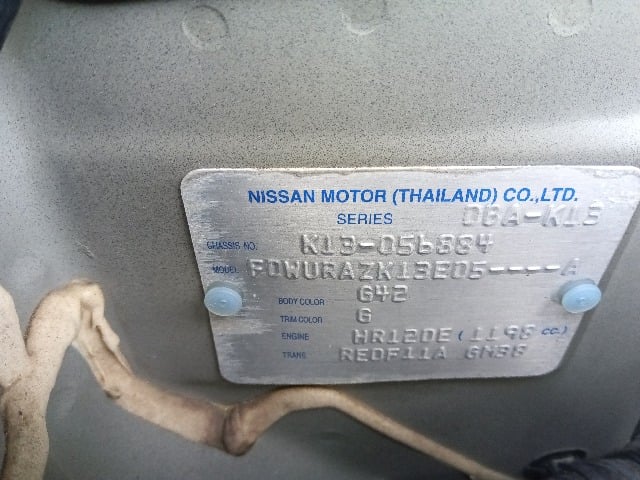 NISSAN MOTOR (THAILAND) CO.,LTD.
SERIES DBA-K13
CHASSIS NO. K13-056884
MODEL FDWURAZK13E05----A
BODY COLOR G42
TRIM COLOR G
ENGINE HR12DE (1198 CC.)
TRANS. RE0F11A GM38